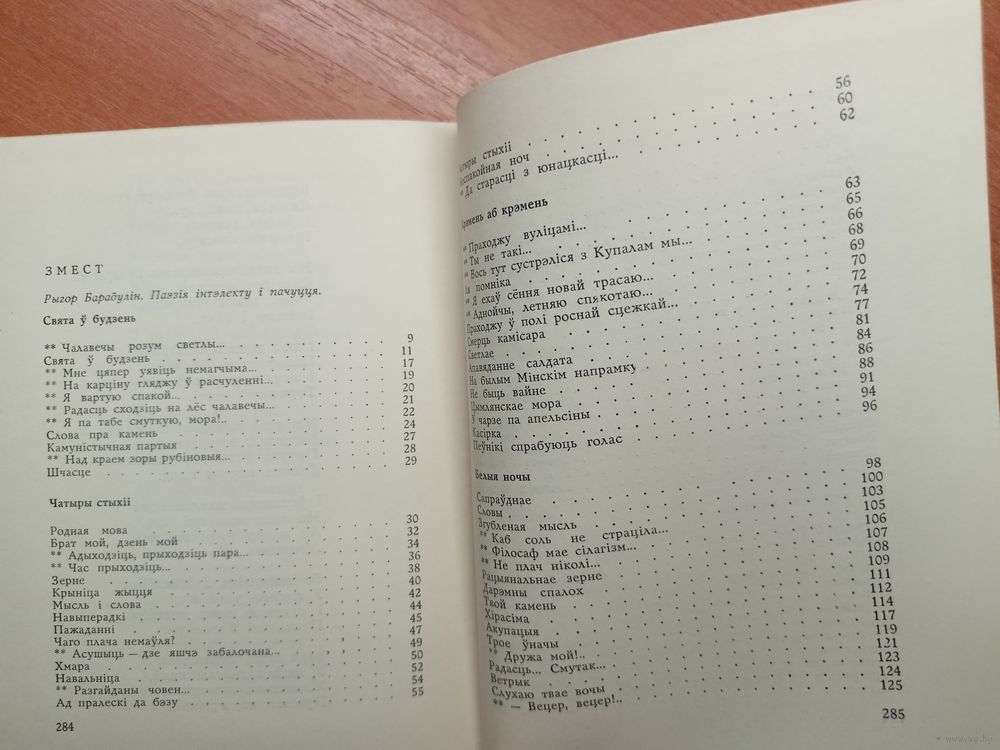 ЗМЕСТ
Рыгор Барадулін. Паэзія інтэлекту і пачуцця.
Свята ў будзень
** Чалавечы розум светлы... 9
Свята ў будзень 11
** Мне цяпер уявіць немагчыма... 17
** На карціну гляджу ў расчуленні... 19
** Я вартую спакой... 20
** Радасць сходзіць на лёс чалавечы... 21
** Я па табе смуткую, мора!.. 22
Слова пра камень 24
Камуністычная партыя 27
** Над краем зоры рубіновыя... 28
Шчасце 29
Чатыры стыхіі
Родная мова 30
Брат мой, дзень мой 32
** Адыходзіць, прыходзіць пара... 34
** Час прыходзіць... 36
Зерне 38
Крыніца жыцця 40
Мысль і слова 42
Навыперадкі 44
Пажаданні 45
Чаго плача немаўля? 47
** Асушыць — дзе яшчэ забалочана... 49
Хмара 50
Навальніца 52
** Разгайданы човен... 54
Ад пралескі да бэзу 55
284
Чатыры стыхіі 56
Неспакойная ноч 60
** Да старасці з юнацкасці... 62
Крэмень аб крэмень
** Праходжу вуліцамі... 63
** Ты не такі... 65
** Вось тут сустрэліся з Купалам мы... 66
Ля помніка 68
** Я ехаў сёння новай трасаю... 69
** Аднойчы, летняю спякотаю... 70
Праходжу ў полі роснай сцежкай... 72
Смерць камісара 74
Светлае 77
Апавяданне салдата 81
На былым Мінскім напрамку 84
Не быць вайне 86
Цымлянскае мора 88
У чарзе па апельсіны 91
Касірка 94
Пеўнікі спрабуюць голас 96
Белыя ночы
Сапраўднае 98
Словы 100
Згубленая мысль 103
** Каб соль не страціла... 105
** Філосаф мае сілагізм... 106
** Не плач ніколі... 107
Рацыянальнае зерне 108
Дарэмны спалох 109
Твой камень 111
Хірасіма 112
Акупацыя 114
Трое ўначы 117
** Дружа мой!.. 119
Радасць... Смутак... 121
Ветрык 123
Слухаю твае вочы 124
** — Вецер, вецер!.. 125
285
www.ay.by